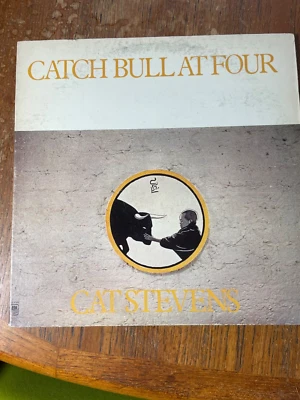 CATCH BULL AT FOUR
CAT STEVENS